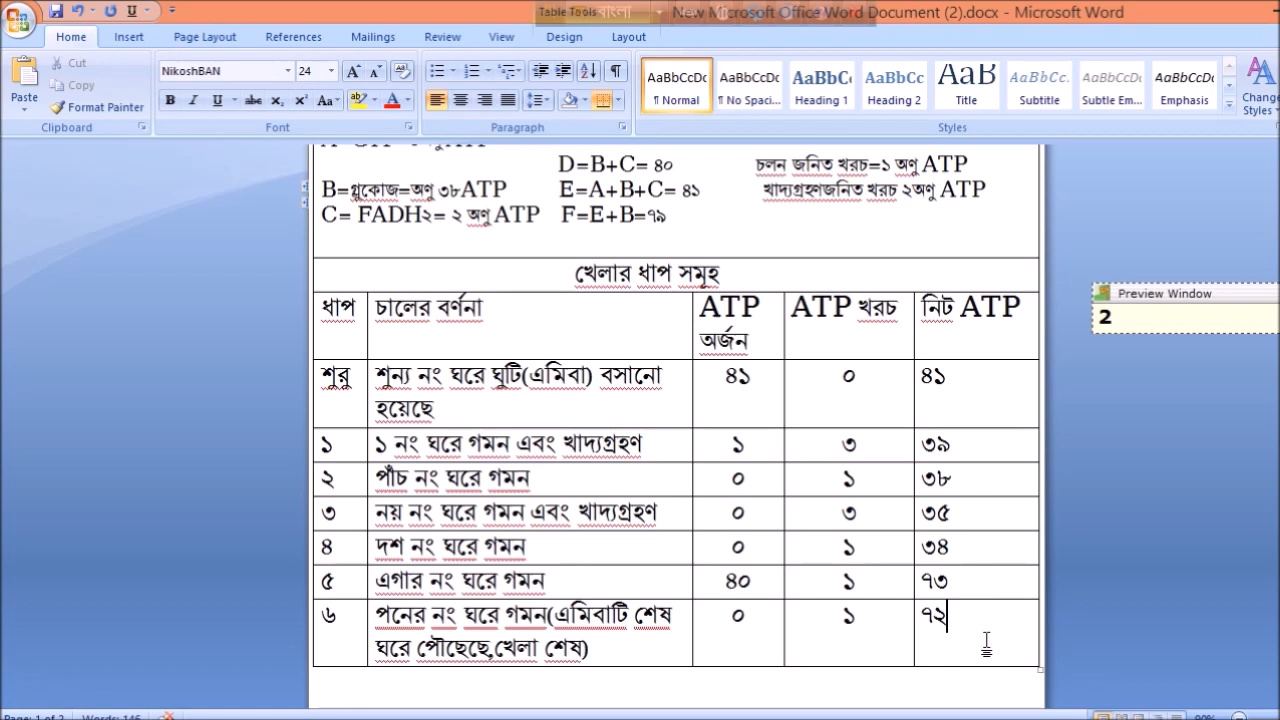 Table Tools বাংলা New Microsoft Office Word Document (2).docx - Microsoft Word
Home Insert Page Layout References Mailings Review View Design Layout
Cut
Copy
Paste
Format Painter
Clipboard
NikoshBAN 24
Font
Paragraph
AaBbCcDc AaBbCcDc AaBbC AaBbCc AaB AaBbCc. AaBbCcDc AaBbCcDc
¶ Normal ¶ No Spaci... Heading 1 Heading 2 Title Subtitle Subtle Em... Emphasis
Change Styles
Styles
D=B+C= ৪০ চলন জনিত খরচ=১ অণু ATP
B=গ্লুকোজ=অণু ৩৮ATP E=A+B+C= ৪১ খাদ্যগ্রহণজনিত খরচ ২অণু ATP
C= FADH২= ২ অণু ATP F=E+B=৭৯
খেলার ধাপ সমূহ
ধাপ চালের বর্ণনা ATP অর্জন ATP খরচ নিট ATP
শুরু শুন্য নং ঘরে ঘুটি(এমিবা) বসানো হয়েছে ৪১ ০ ৪১
১ ১ নং ঘরে গমন এবং খাদ্যগ্রহণ ১ ৩ ৩৯
২ পাঁচ নং ঘরে গমন ০ ১ ৩৮
৩ নয় নং ঘরে গমন এবং খাদ্যগ্রহণ ০ ৩ ৩৫
৪ দশ নং ঘরে গমন ০ ১ ৩৪
৫ এগার নং ঘরে গমন ৪০ ১ ৭৩
৬ পনের নং ঘরে গমন(এমিবাটি শেষ ০ ১ ৭২
ঘরে পৌছেছে,খেলা শেষ)
Preview Window
2
Page: 1 of 2 Words: 146 90%